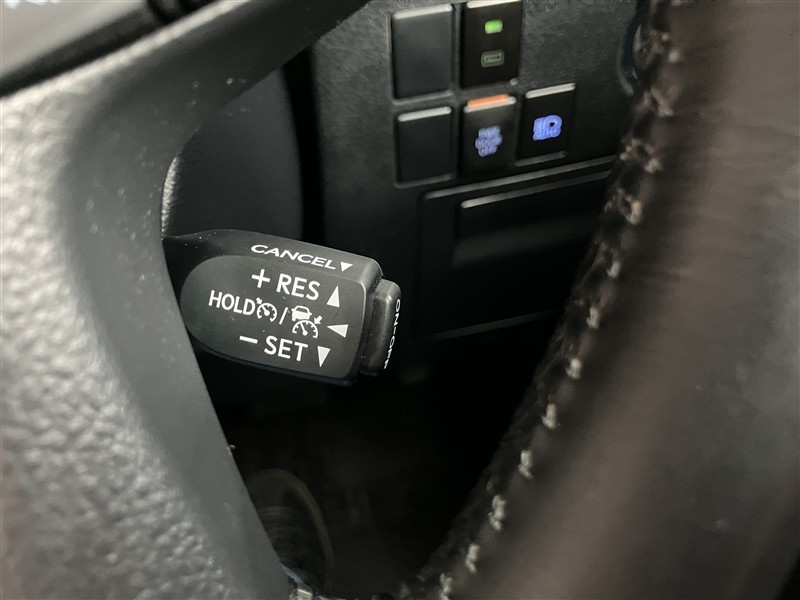 CANCEL▼
+ RES ▲
HOLD / ◀
− SET ▼
ON-OFF